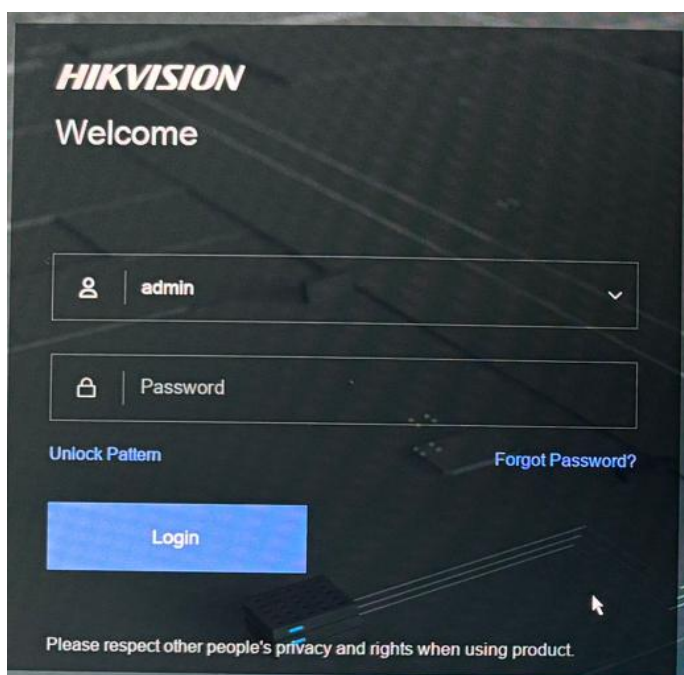 HIKVISION
Welcome
admin
Password
Unlock Pattern
Forgot Password?
Login
Please respect other people's privacy and rights when using product.